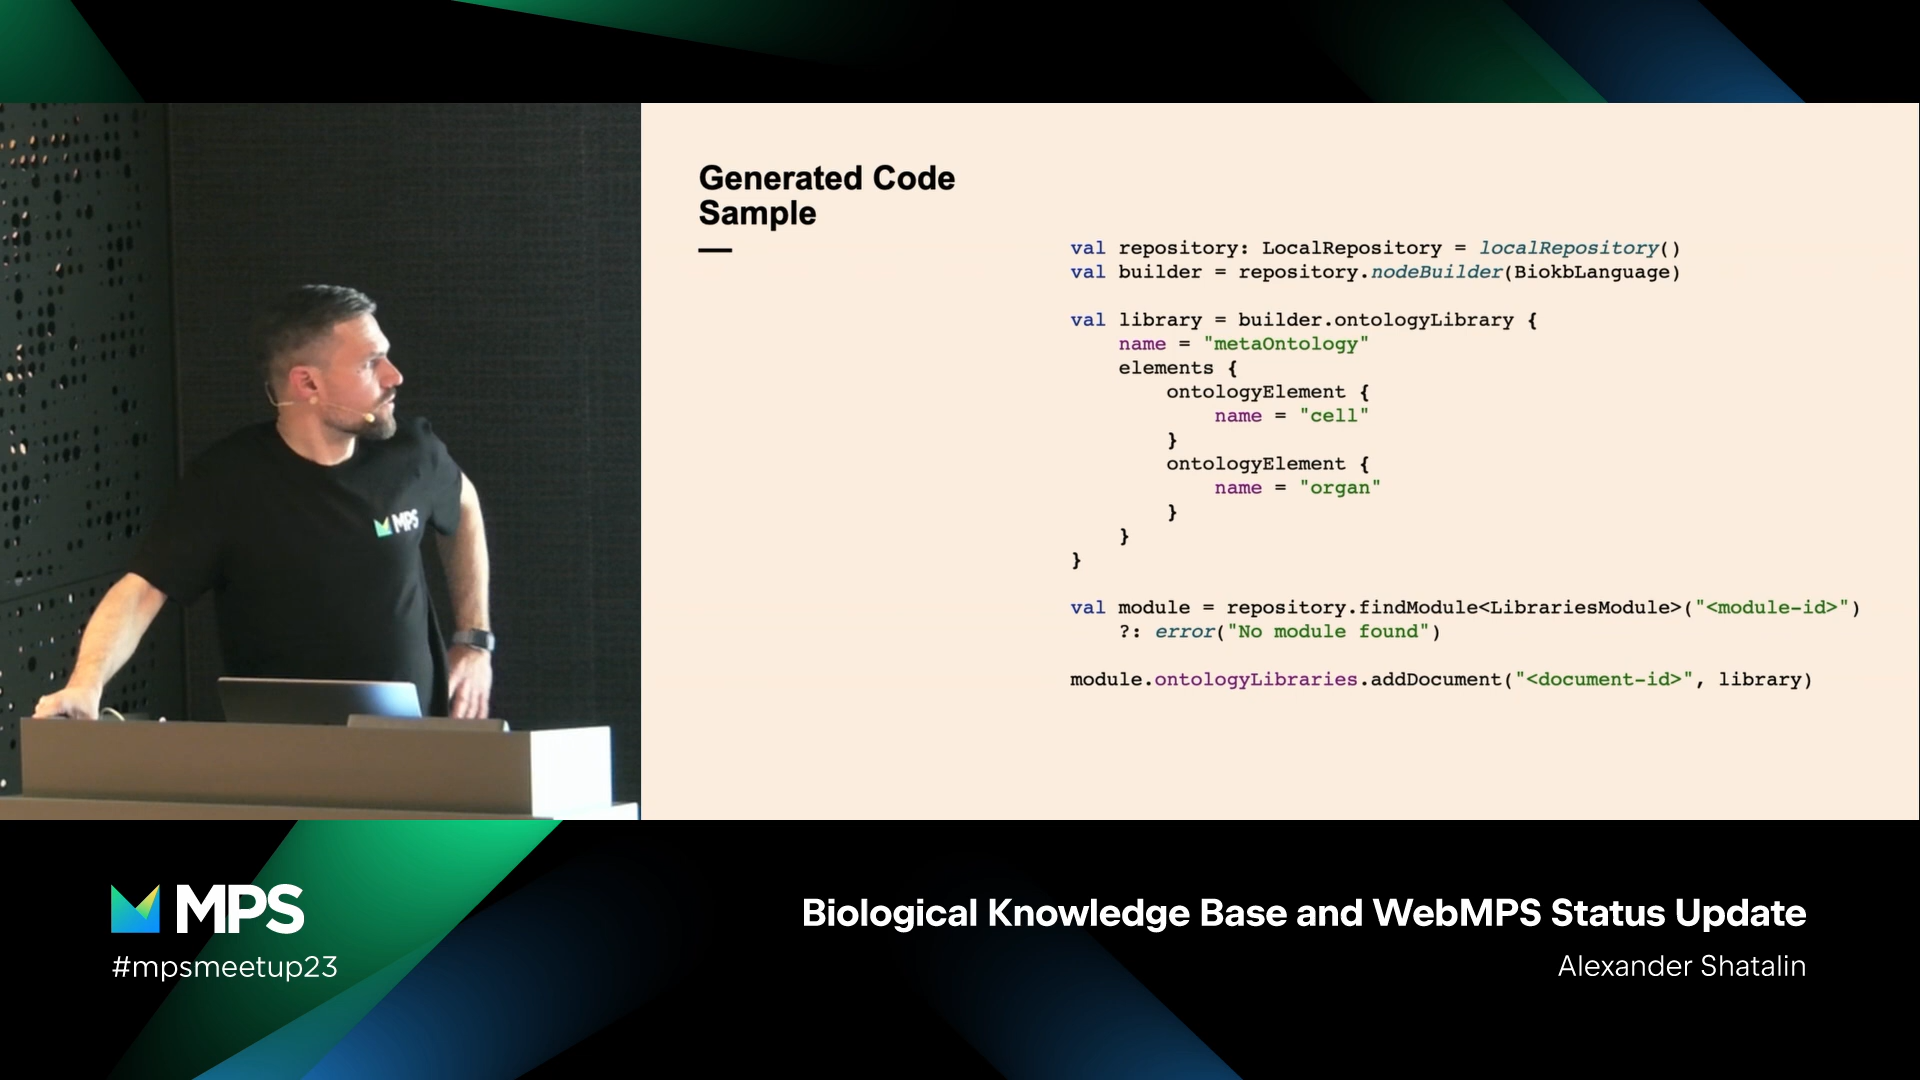 Generated Code
Sample
val repository: LocalRepository = localRepository()
val builder = repository.nodeBuilder(BiokbLanguage)
val library = builder.ontologyLibrary {
    name = "metaOntology"
    elements {
        ontologyElement {
            name = "cell"
        }
        ontologyElement {
            name = "organ"
        }
    }
}
val module = repository.findModule<LibrariesModule>("<module-id>")
    ?: error("No module found")
module.ontologyLibraries.addDocument("<document-id>", library)
MPS
MPS
#mpsmeetup23
Biological Knowledge Base and WebMPS Status Update
Alexander Shatalin